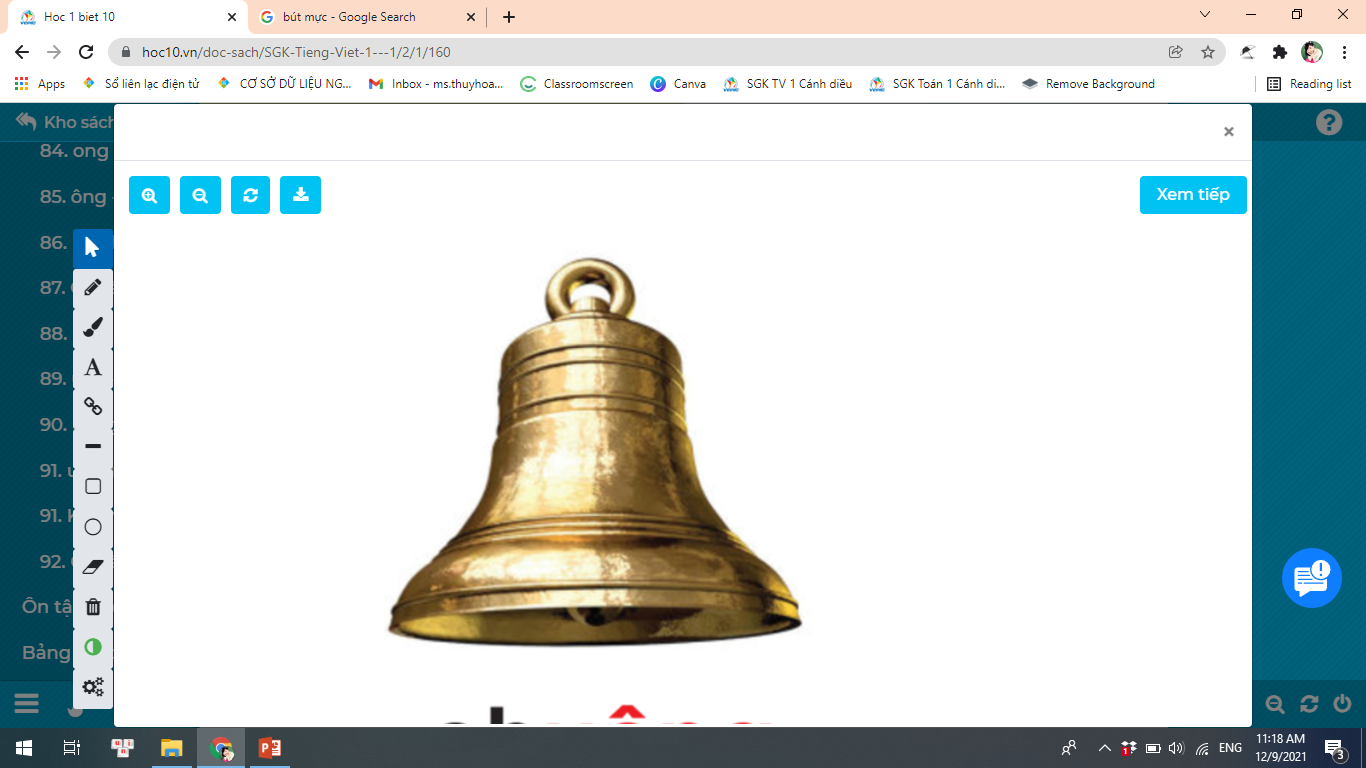 Hoc 1 biet 10
bút mực - Google Search
hoc10.vn/doc-sach/SGK-Tieng-Viet-1---1/2/1/160
Apps
Sổ liên lạc điện tử
CƠ SỞ DỮ LIỆU NG...
Inbox - ms.thuyhoa...
Classroomscreen
Canva
SGK TV 1 Cánh diều
SGK Toán 1 Cánh di...
Remove Background
Reading list
Kho sách
84. ong
85. ông
86.
87.
88.
89.
90.
91.
91.
92.
Ôn tậ
Bảng
Xem tiếp
A
ENG
11:18 AM
12/9/2021
3